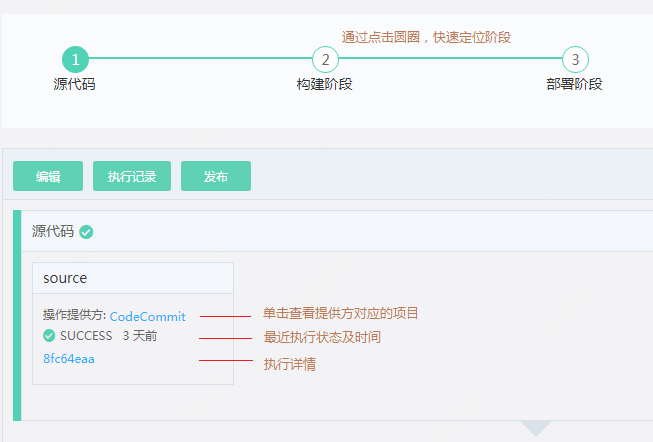 通过点击圆圈，快速定位阶段
1 2 3
源代码 构建阶段 部署阶段
编辑 执行记录 发布
源代码
source
操作提供方: CodeCommit 单击查看提供方对应的项目
SUCCESS 3 天前 最近执行状态及时间
8fc64eaa 执行详情